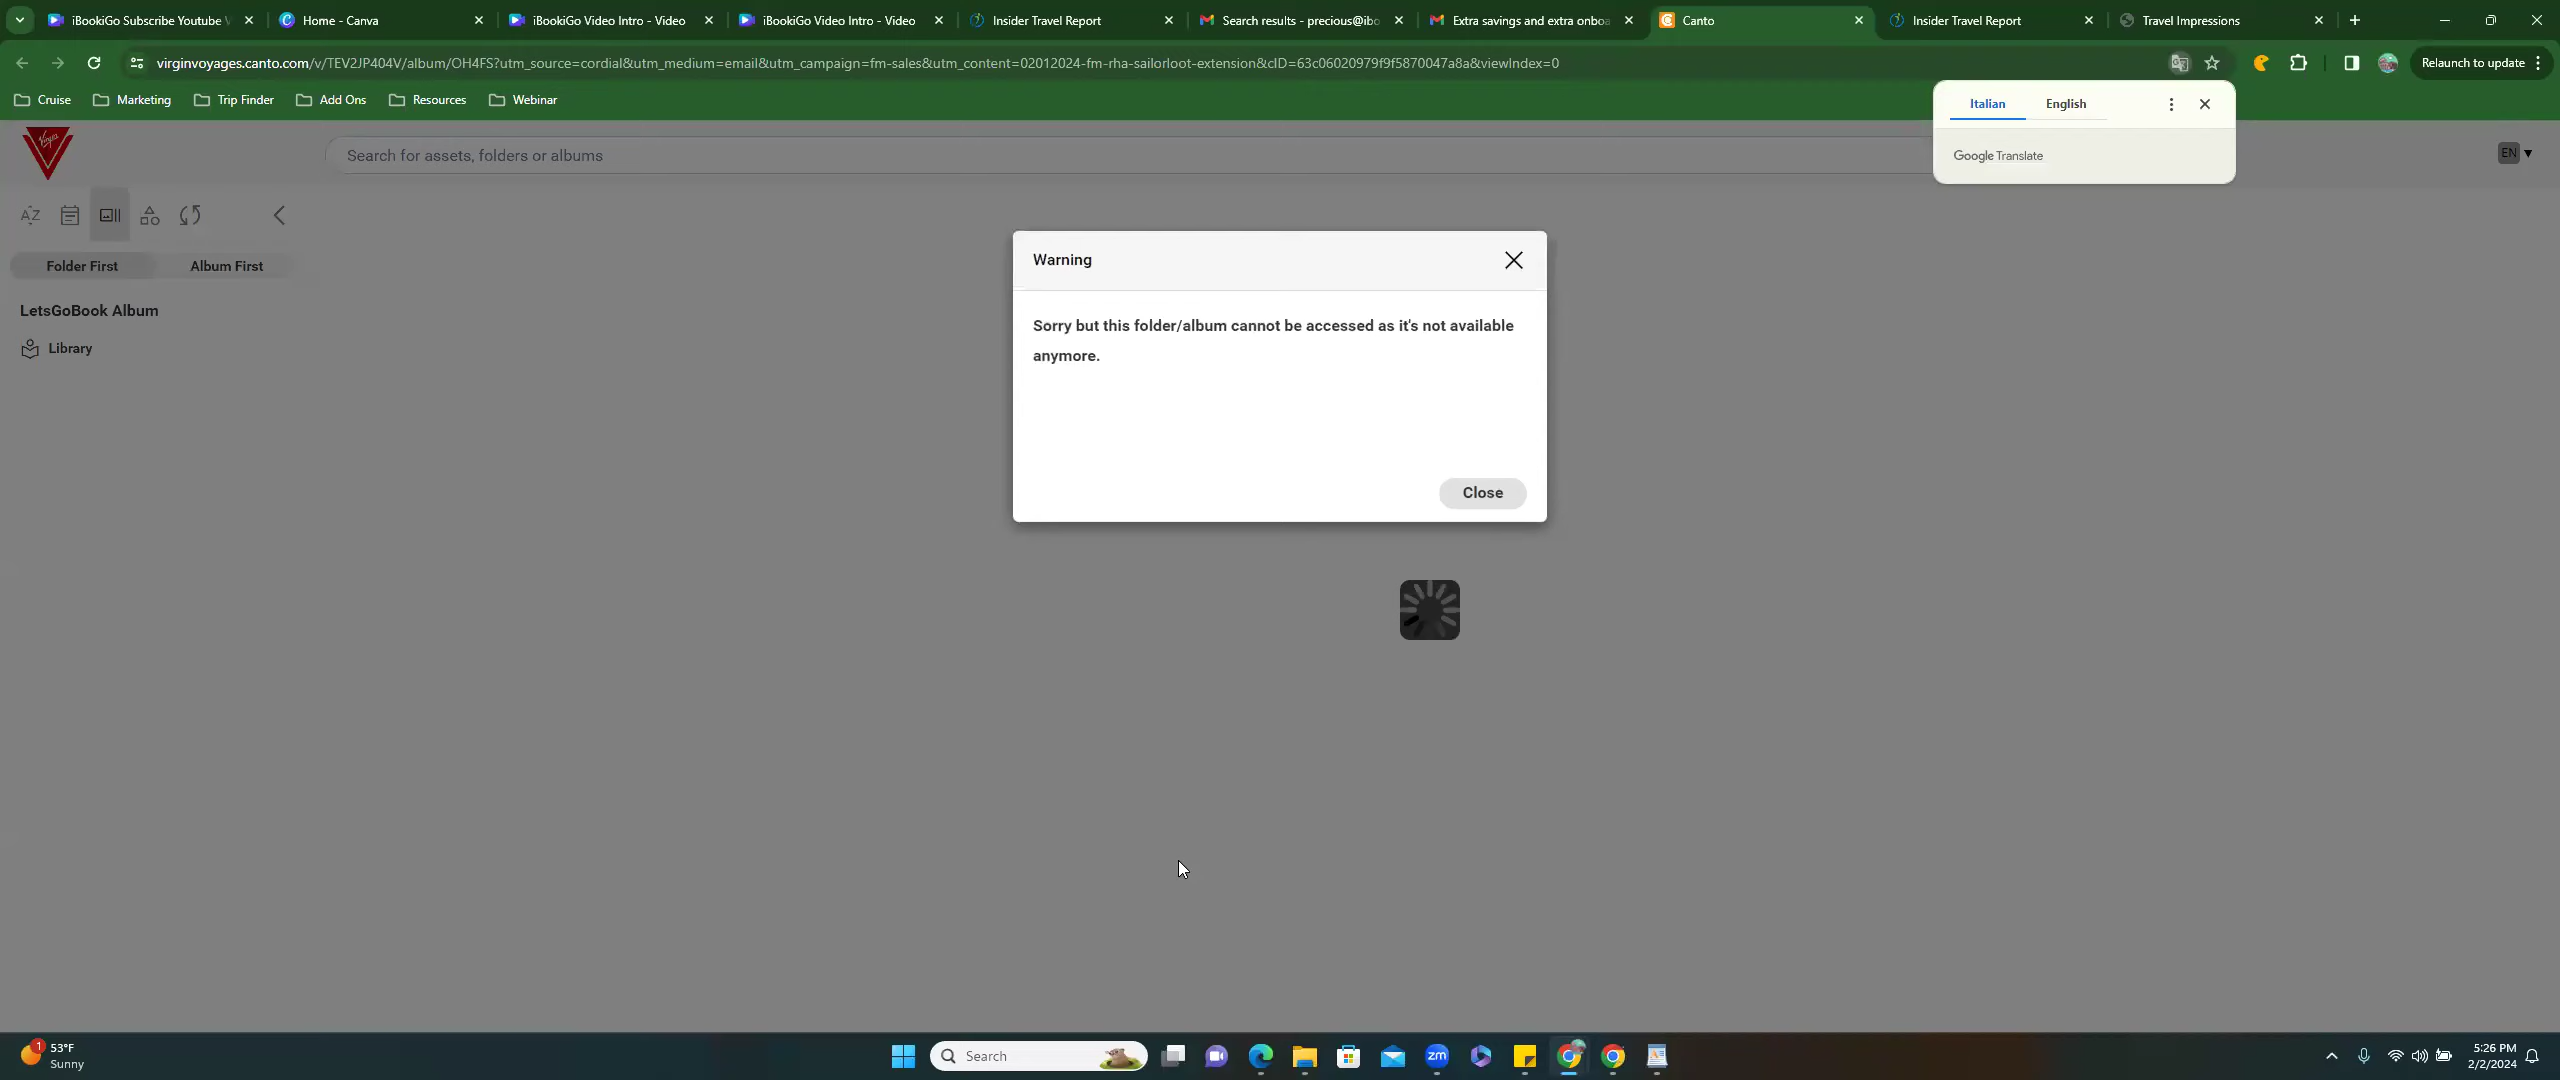 iBookiGo Subscribe Youtube V
Home - Canva
iBookiGo Video Intro - Video
iBookiGo Video Intro - Video
Insider Travel Report
Search results - precious@ibo
Extra savings and extra onboa
Canto
Insider Travel Report
Travel Impressions
virginvoyages.canto.com/v/TEV2JP404V/album/OH4FS?utm_source=cordial&utm_medium=email&utm_campaign=fm-sales&utm_content=02012024-fm-rha-sailorloot-extension&cID=63c06020979f9f5870047a8a&viewIndex=0
Relaunch to update
Cruise
Marketing
Trip Finder
Add Ons
Resources
Webinar
Italian
English
Google Translate
Virgin
Search for assets, folders or albums
EN
AZ
Folder First
Album First
LetsGoBook Album
Library
Warning
Sorry but this folder/album cannot be accessed as it's not available
anymore.
Close
1
53°F
Sunny
Search
zm
5:26 PM
2/2/2024